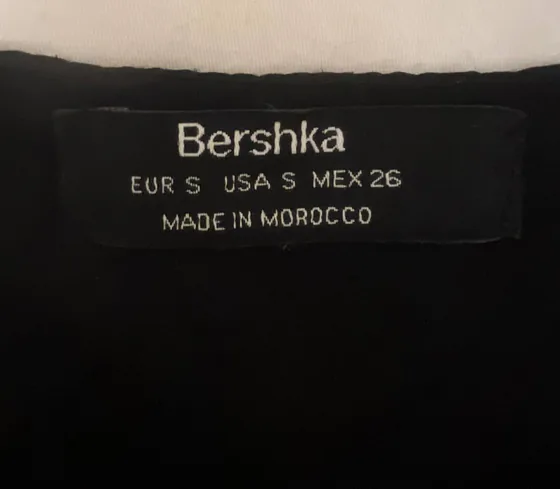 Bershka
EUR S USA S MEX 26
MADE IN MOROCCO